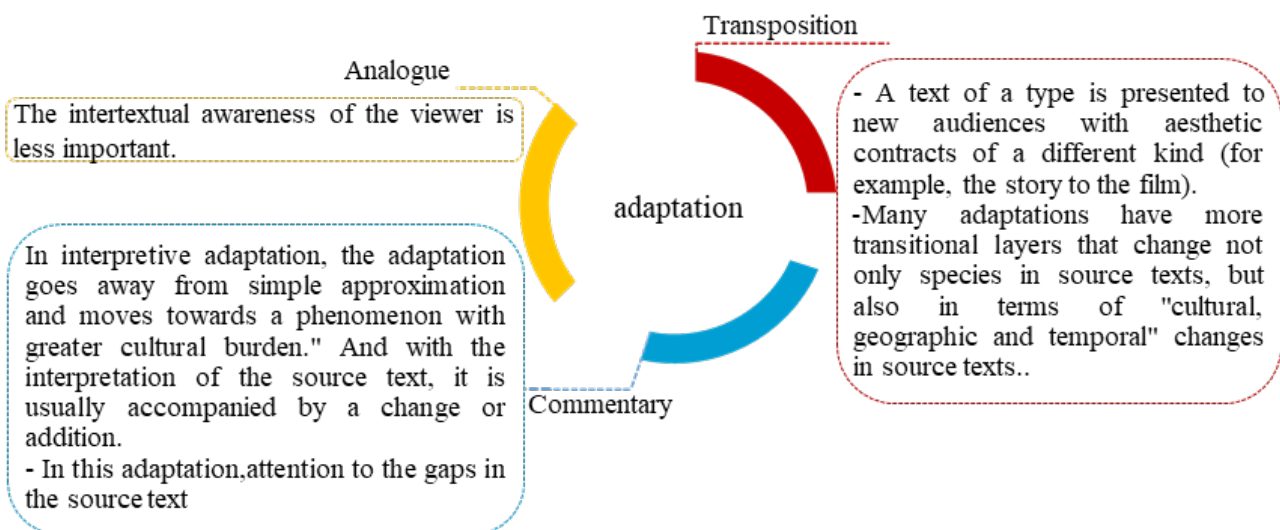 Transposition
- A text of a type is presented to
new audiences with aesthetic
contracts of a different kind (for
example, the story to the film).
-Many adaptations have more
transitional layers that change not
only species in source texts, but
also in terms of "cultural,
geographic and temporal" changes
in source texts..
Analogue
The intertextual awareness of the viewer is
less important.
adaptation
Commentary
In interpretive adaptation, the adaptation
goes away from simple approximation
and moves towards a phenomenon with
greater cultural burden." And with the
interpretation of the source text, it is
usually accompanied by a change or
addition.
- In this adaptation,attention to the gaps in
the source text